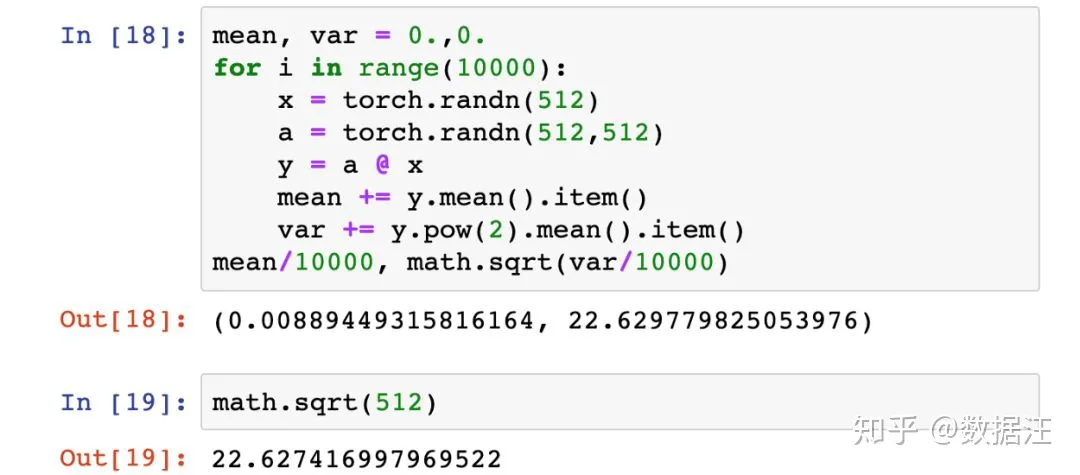 In [18]: mean, var = 0.,0.
for i in range(10000):
    x = torch.randn(512)
    a = torch.randn(512,512)
    y = a @ x
    mean += y.mean().item()
    var += y.pow(2).mean().item()
mean/10000, math.sqrt(var/10000)
Out[18]: (0.00889449315816164, 22.629779825053976)
In [19]: math.sqrt(512)
知乎 @数据汪
Out[19]: 22.627416997969522